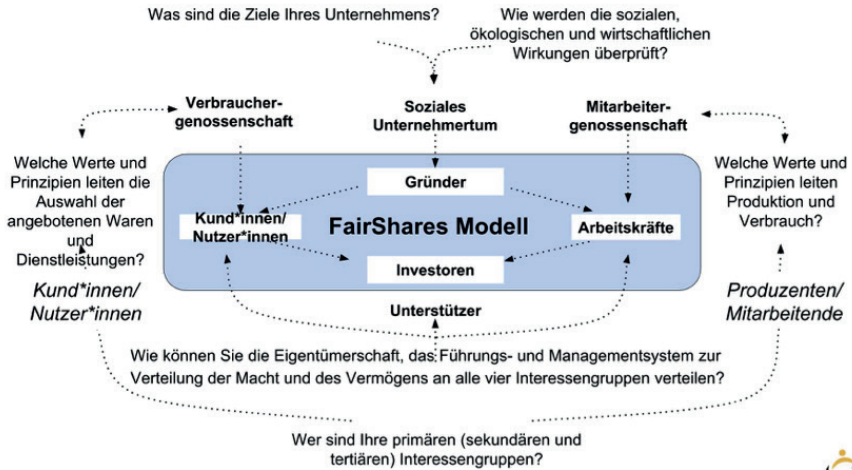 Was sind die Ziele Ihres Unternehmens?
Wie werden die sozialen,
ökologischen und wirtschaftlichen
Wirkungen überprüft?
Verbraucher-
genossenschaft
Soziales
Unternehmertum
Mitarbeiter-
genossenschaft
Welche Werte und
Prinzipien leiten die
Auswahl der
angebotenen Waren
und
Dienstleistungen?
Kund*innen/
Nutzer*innen
Gründer
Kund*innen/
Nutzer*innen
FairShares Modell
Arbeitskräfte
Investoren
Welche Werte und
Prinzipien leiten
Produktion und
Verbrauch?
Produzenten/
Mitarbeitende
Unterstützer
Wie können Sie die Eigentümerschaft, das Führungs- und Managementsystem zur
Verteilung der Macht und des Vermögens an alle vier Interessengruppen verteilen?
Wer sind Ihre primären (sekundären und
tertiären) Interessengruppen?